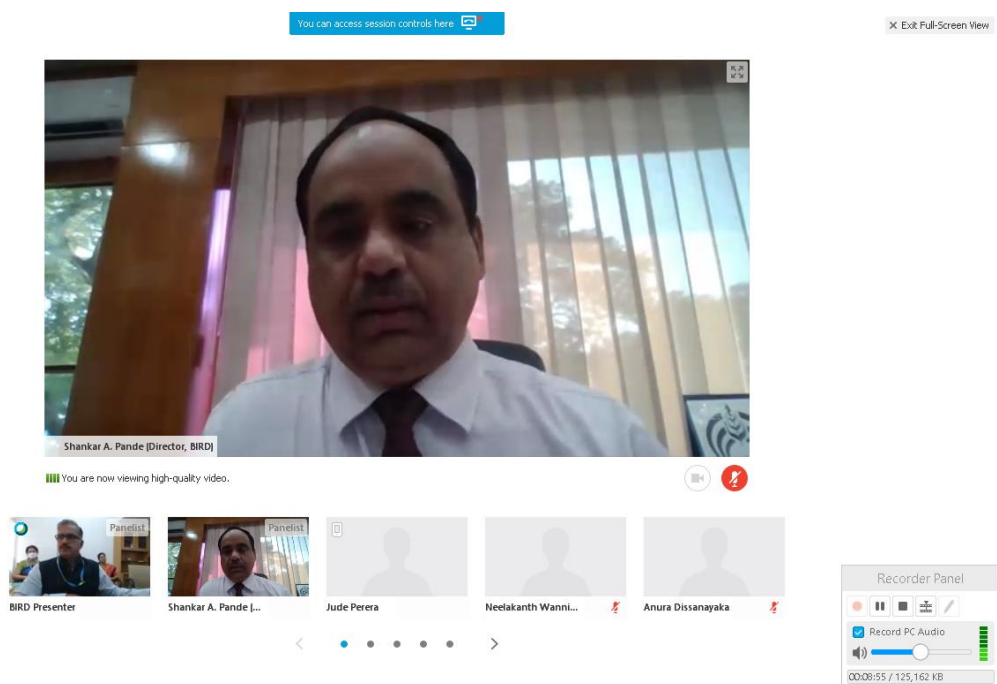 You can access session controls here
Exit Full-Screen View
Shankar A. Pande (Director, BIRD)
You are now viewing high-quality video.
Panelist
Panelist
BIRD Presenter
Shankar A. Pande (...
Jude Perera
Neelakanth Wanni...
Anura Dissanayaka
Recorder Panel
Record PC Audio
00:08:55 / 125,162 KB